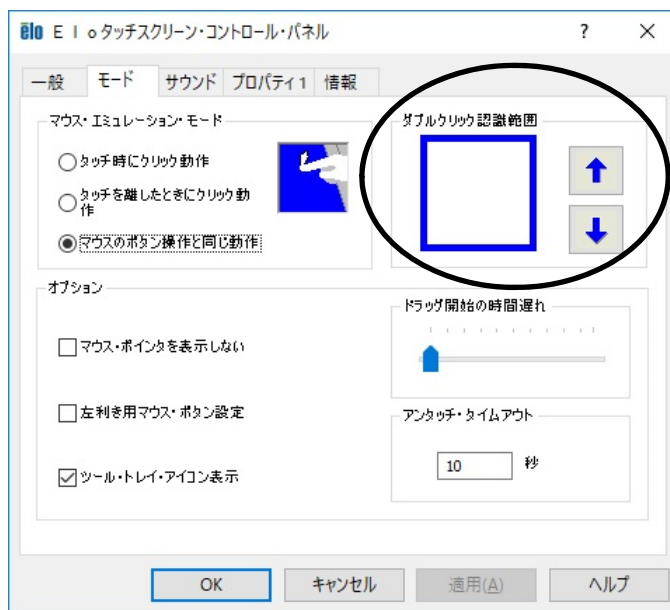 elo Ｅｌｏタッチスクリーン・コントロール・パネル
一般 モード サウンド プロパティ1 情報
マウス・エミュレーション・モード
タッチ時にクリック動作
タッチを離したときにクリック動
作
マウスのボタン操作と同じ動作
ダブルクリック認識範囲
オプション
マウス・ポインタを表示しない
左利き用マウス・ボタン設定
ツール・トレイ・アイコン表示
ドラッグ開始の時間遅れ
アンタッチ・タイムアウト
10 秒
OK キャンセル 適用(A) ヘルプ